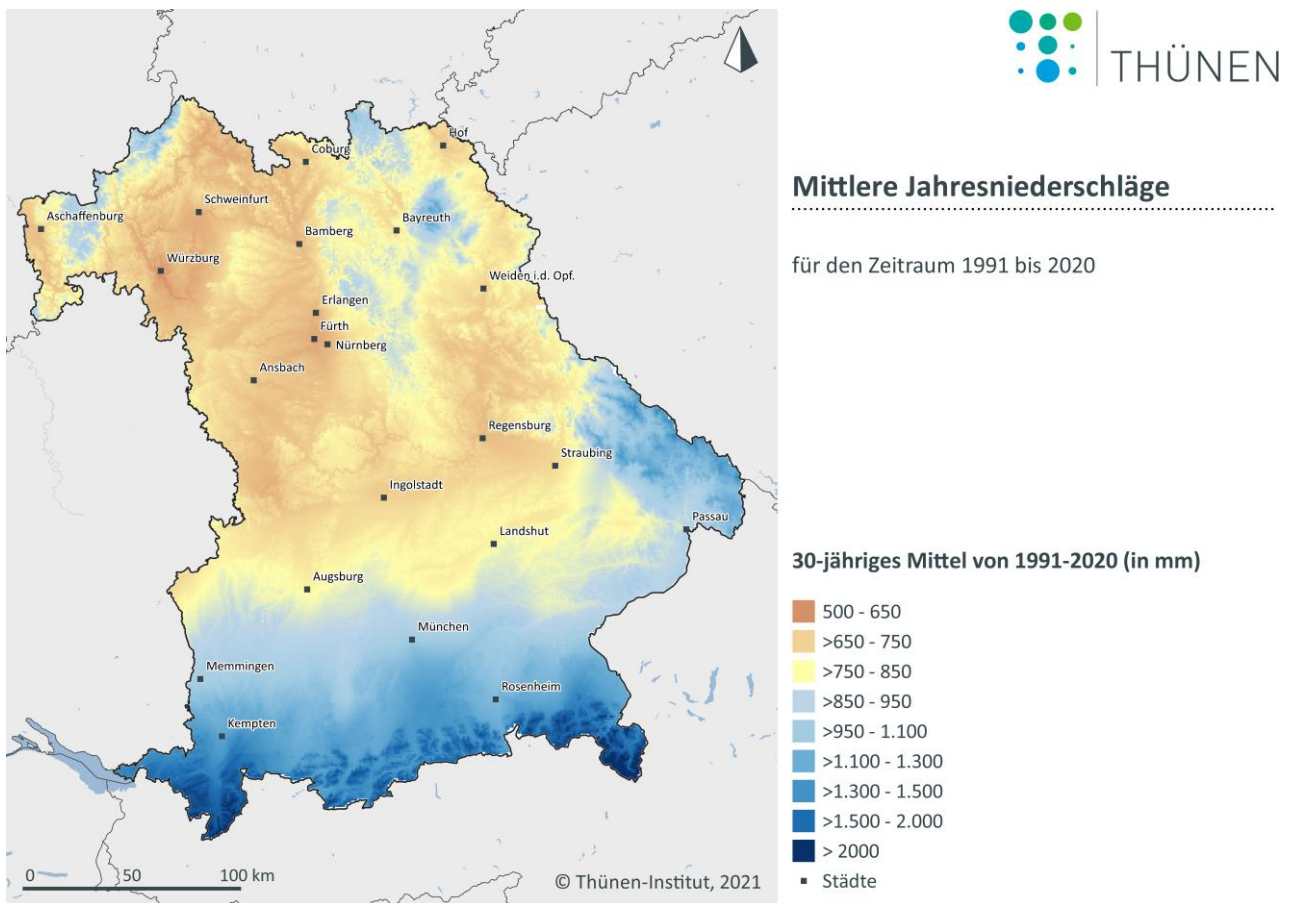 THÜNEN
Mittlere Jahresniederschläge
für den Zeitraum 1991 bis 2020
Hof
Coburg
Schweinfurt
Aschaffenburg
Bayreuth
Bamberg
Würzburg
Weiden i.d. Opf.
Erlangen
Fürth
Nürnberg
Ansbach
Regensburg
Straubing
Ingolstadt
Passau
Landshut
Augsburg
München
Memmingen
Rosenheim
Kempten
30-jähriges Mittel von 1991-2020 (in mm)
500 - 650
>650 - 750
>750 - 850
>850 - 950
>950 - 1.100
>1.100 - 1.300
>1.300 - 1.500
>1.500 - 2.000
> 2000
Städte
0 50 100 km
© Thünen-Institut, 2021